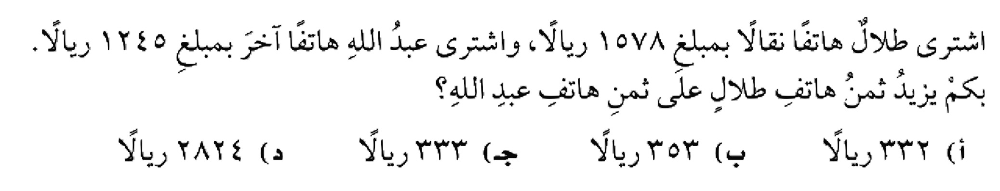 اشترى طلالٌ هاتفًا نقالًا بمبلغِ ١٥٧٨ ريالًا، واشترى عبدُ اللهِ هاتفًا آخرَ بمبلغِ ١٢٤٥ ريالًا.
بكمْ يزيدُ ثمنُ هاتفِ طلالٍ على ثمنِ هاتفِ عبدِ اللهِ؟
أ) ٣٣٢ ريالًا ب) ٣٥٣ ريالًا جـ) ٣٣٣ ريالًا د) ٢٨٢٤ ريالًا